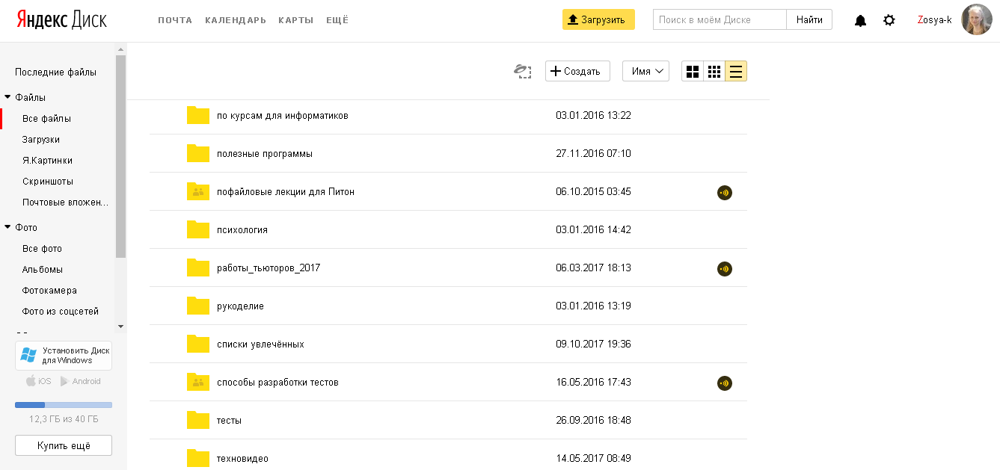 Яндекс Диск
ПОЧТА КАЛЕНДАРЬ КАРТЫ ЕЩЁ
Загрузить
Поиск в моём Диске
Найти
Zosya-k
Последние файлы
Файлы
Все файлы
Загрузки
Я.Картинки
Скриншоты
Почтовые вложен...
Фото
Все фото
Альбомы
Фотокамера
Фото из соцсетей
Установить Диск
для Windows
iOS Android
12,3 ГБ из 40 ГБ
Купить ещё
Создать
Имя
по курсам для информатиков 03.01.2016 13:22
полезные программы 27.11.2016 07:10
пофайловые лекции для Питон 06.10.2015 03:45
психология 03.01.2016 14:42
работы_тьюторов_2017 06.03.2017 18:13
рукоделие 03.01.2016 13:19
списки увлечённых 09.10.2017 19:36
способы разработки тестов 16.05.2016 17:43
тесты 26.09.2016 18:48
техновидео 14.05.2017 08:49